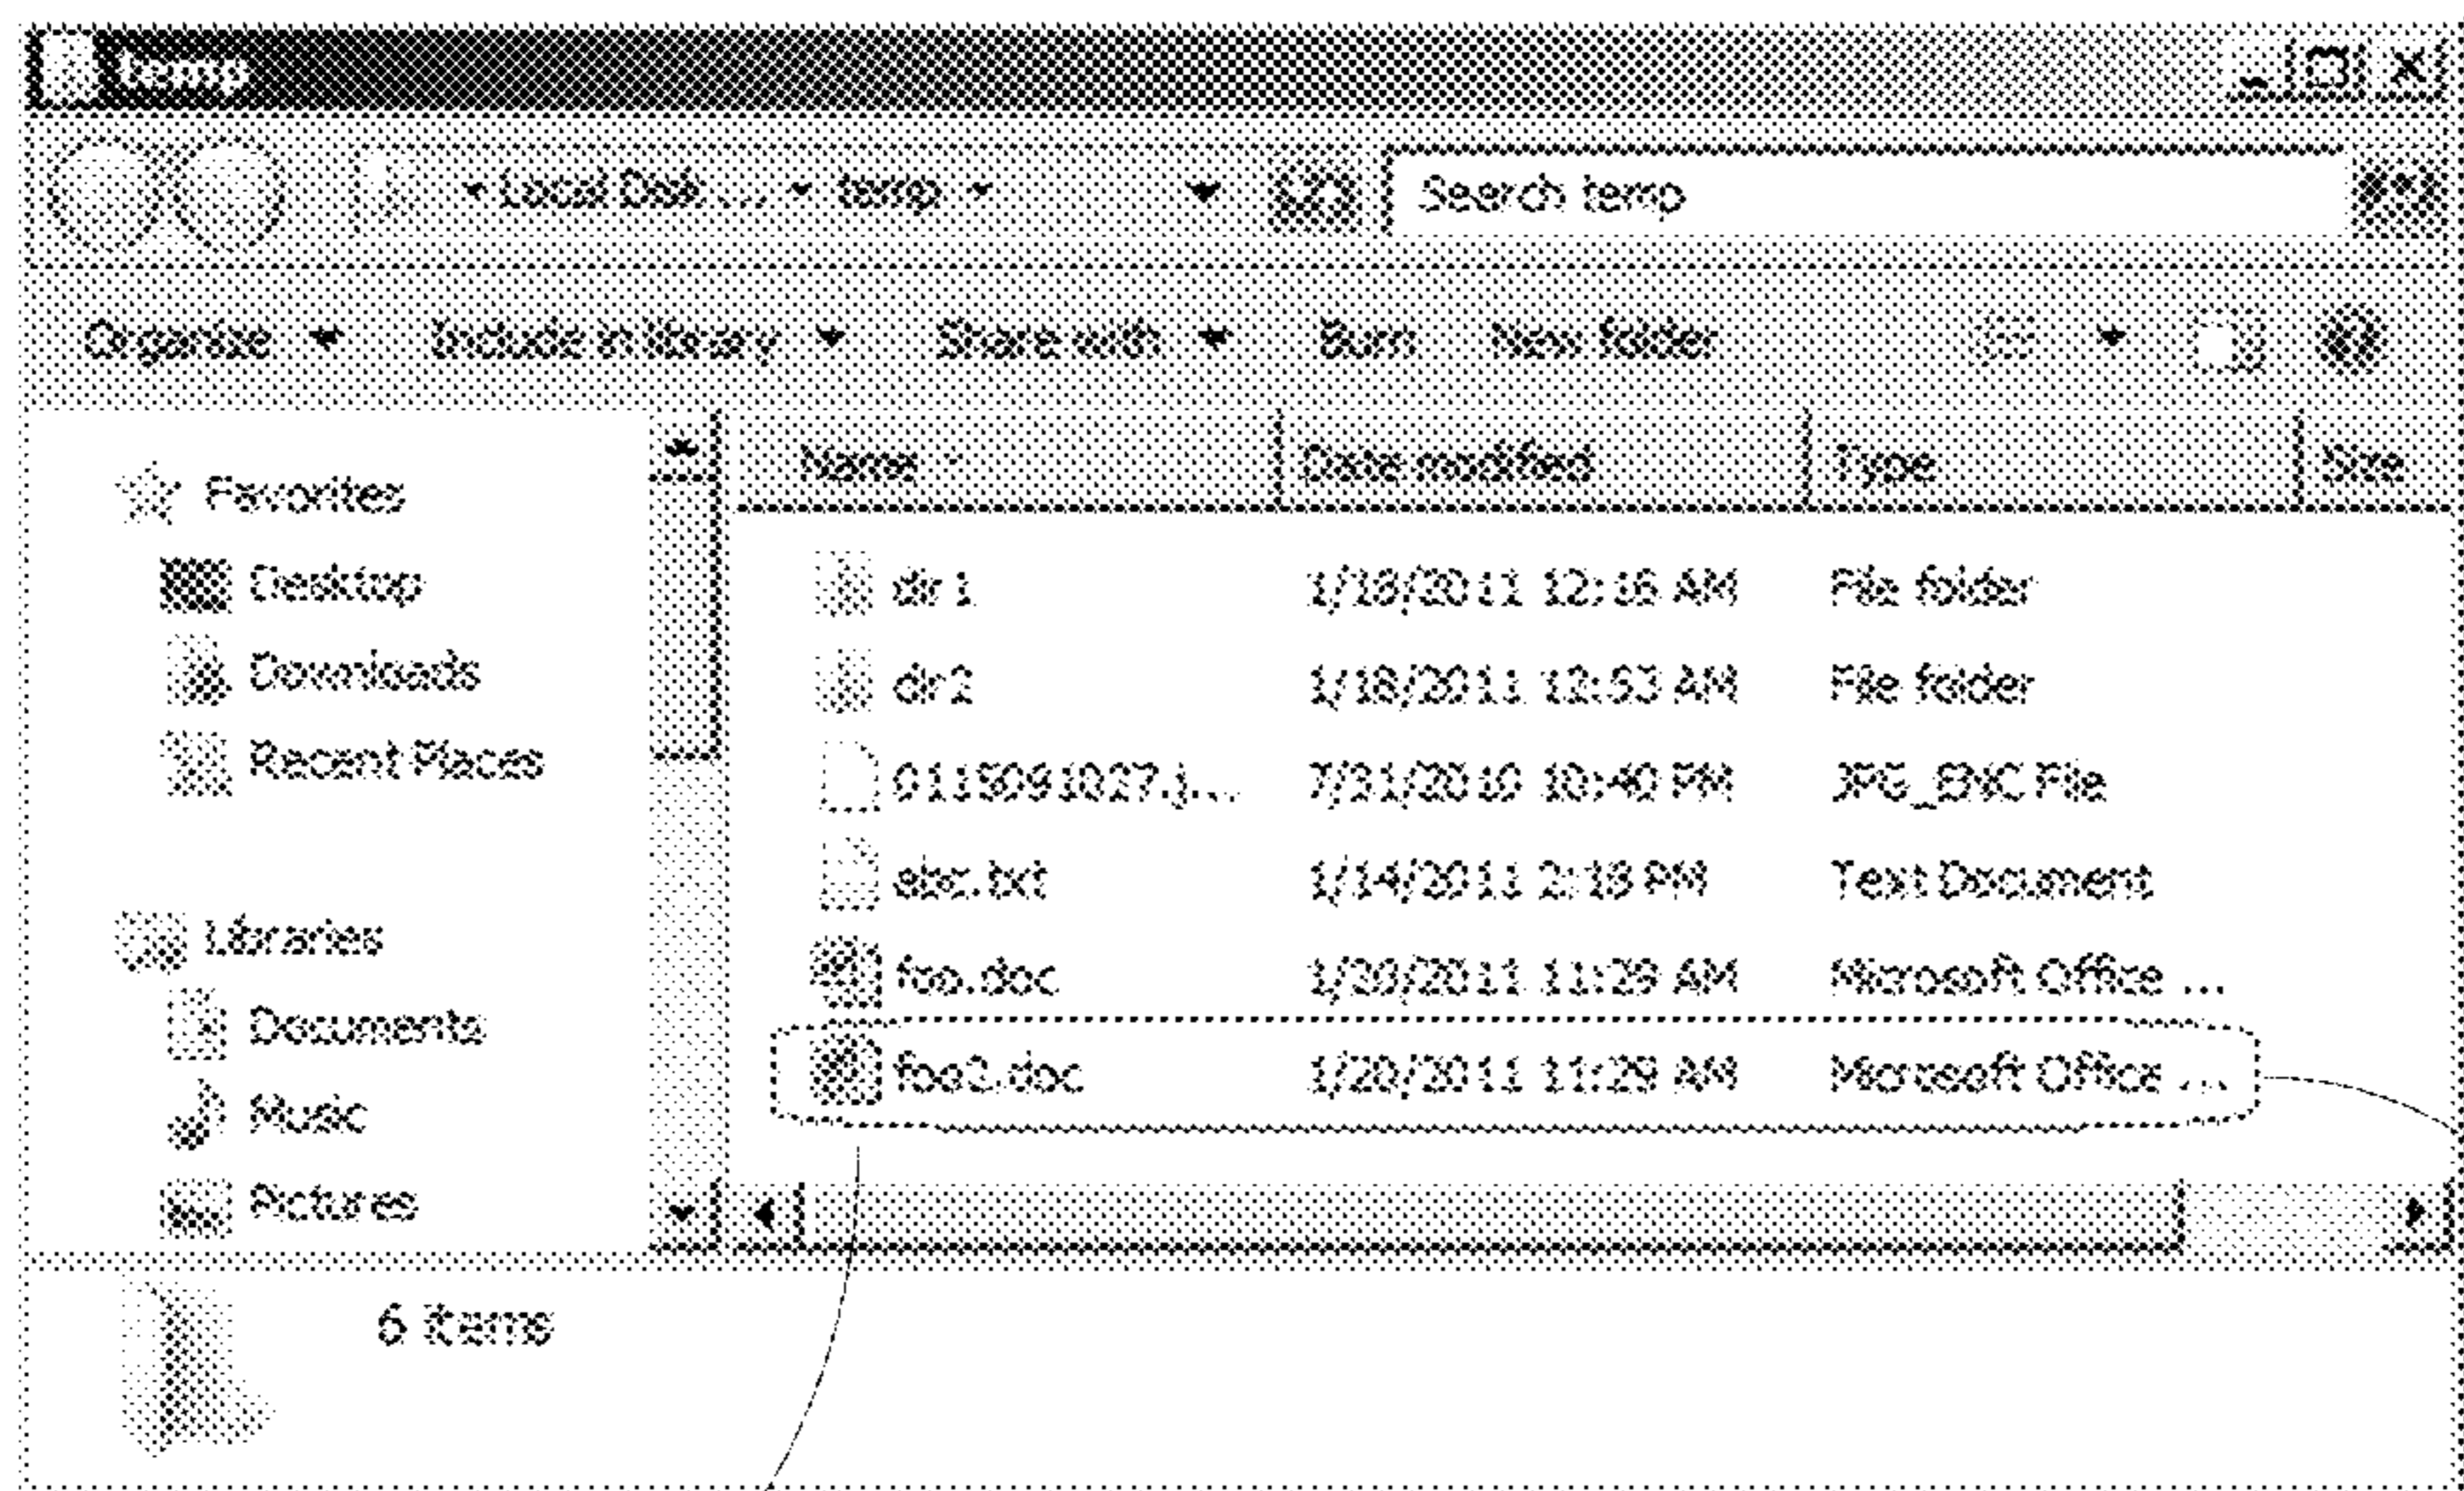 temp
Local Disk ... temp Search temp
Organize Include in library Share with Burn New folder
Name Date modified Type Size
Favorites
Desktop
Downloads
Recent Places
Libraries
Documents
Music
Pictures
dir1 1/18/2011 12:16 AM File folder
dir2 1/18/2011 12:53 AM File folder
0115091027.j... 7/31/2010 10:40 PM JPG_ENC File
abc.txt 1/14/2011 2:18 PM Text Document
foo.doc 1/20/2011 11:29 AM Microsoft Office ...
foo2.doc 1/20/2011 11:29 AM Microsoft Office ...
6 items